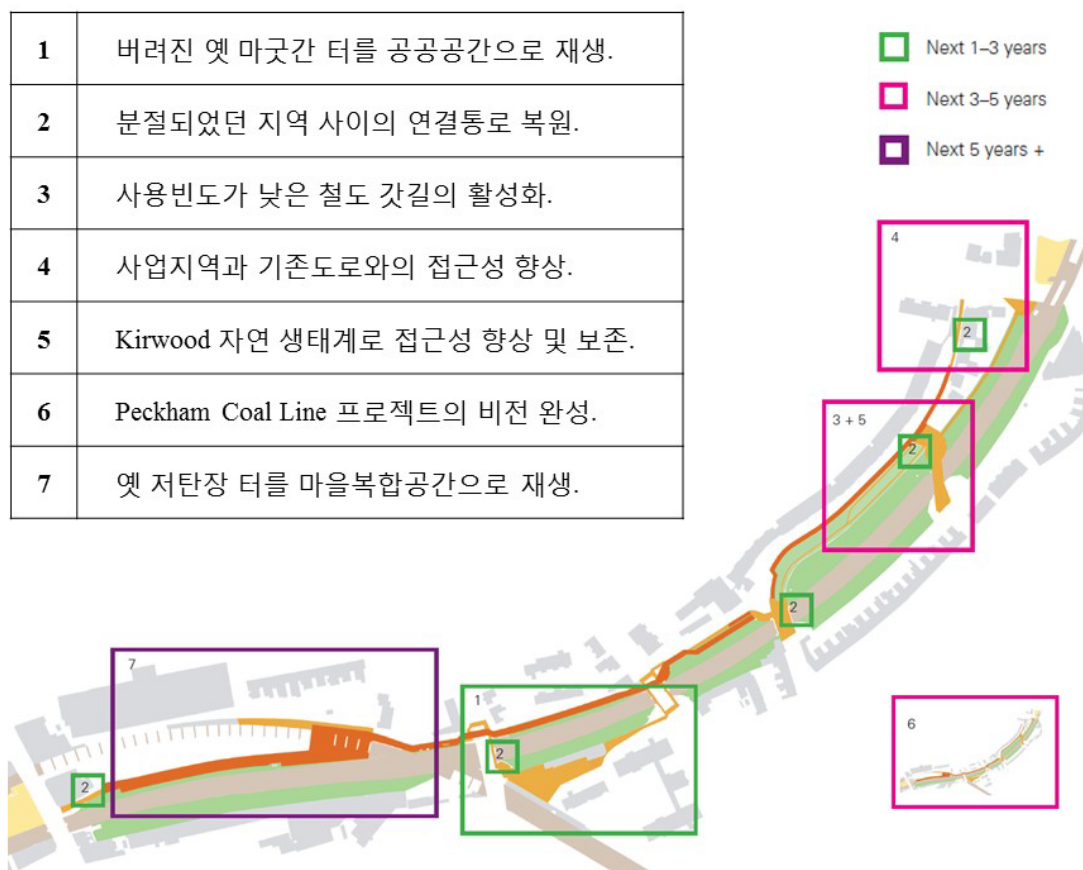 1 버려진 옛 마굿간 터를 공공공간으로 재생.
2 분절되었던 지역 사이의 연결통로 복원.
3 사용빈도가 낮은 철도 갓길의 활성화.
4 사업지역과 기존도로와의 접근성 향상.
5 Kirwood 자연 생태계로 접근성 향상 및 보존.
6 Peckham Coal Line 프로젝트의 비전 완성.
7 옛 저탄장 터를 마을복합공간으로 재생.
Next 1–3 years
Next 3–5 years
Next 5 years +
4
2
3 + 5
2
2
7
1
2
2
6